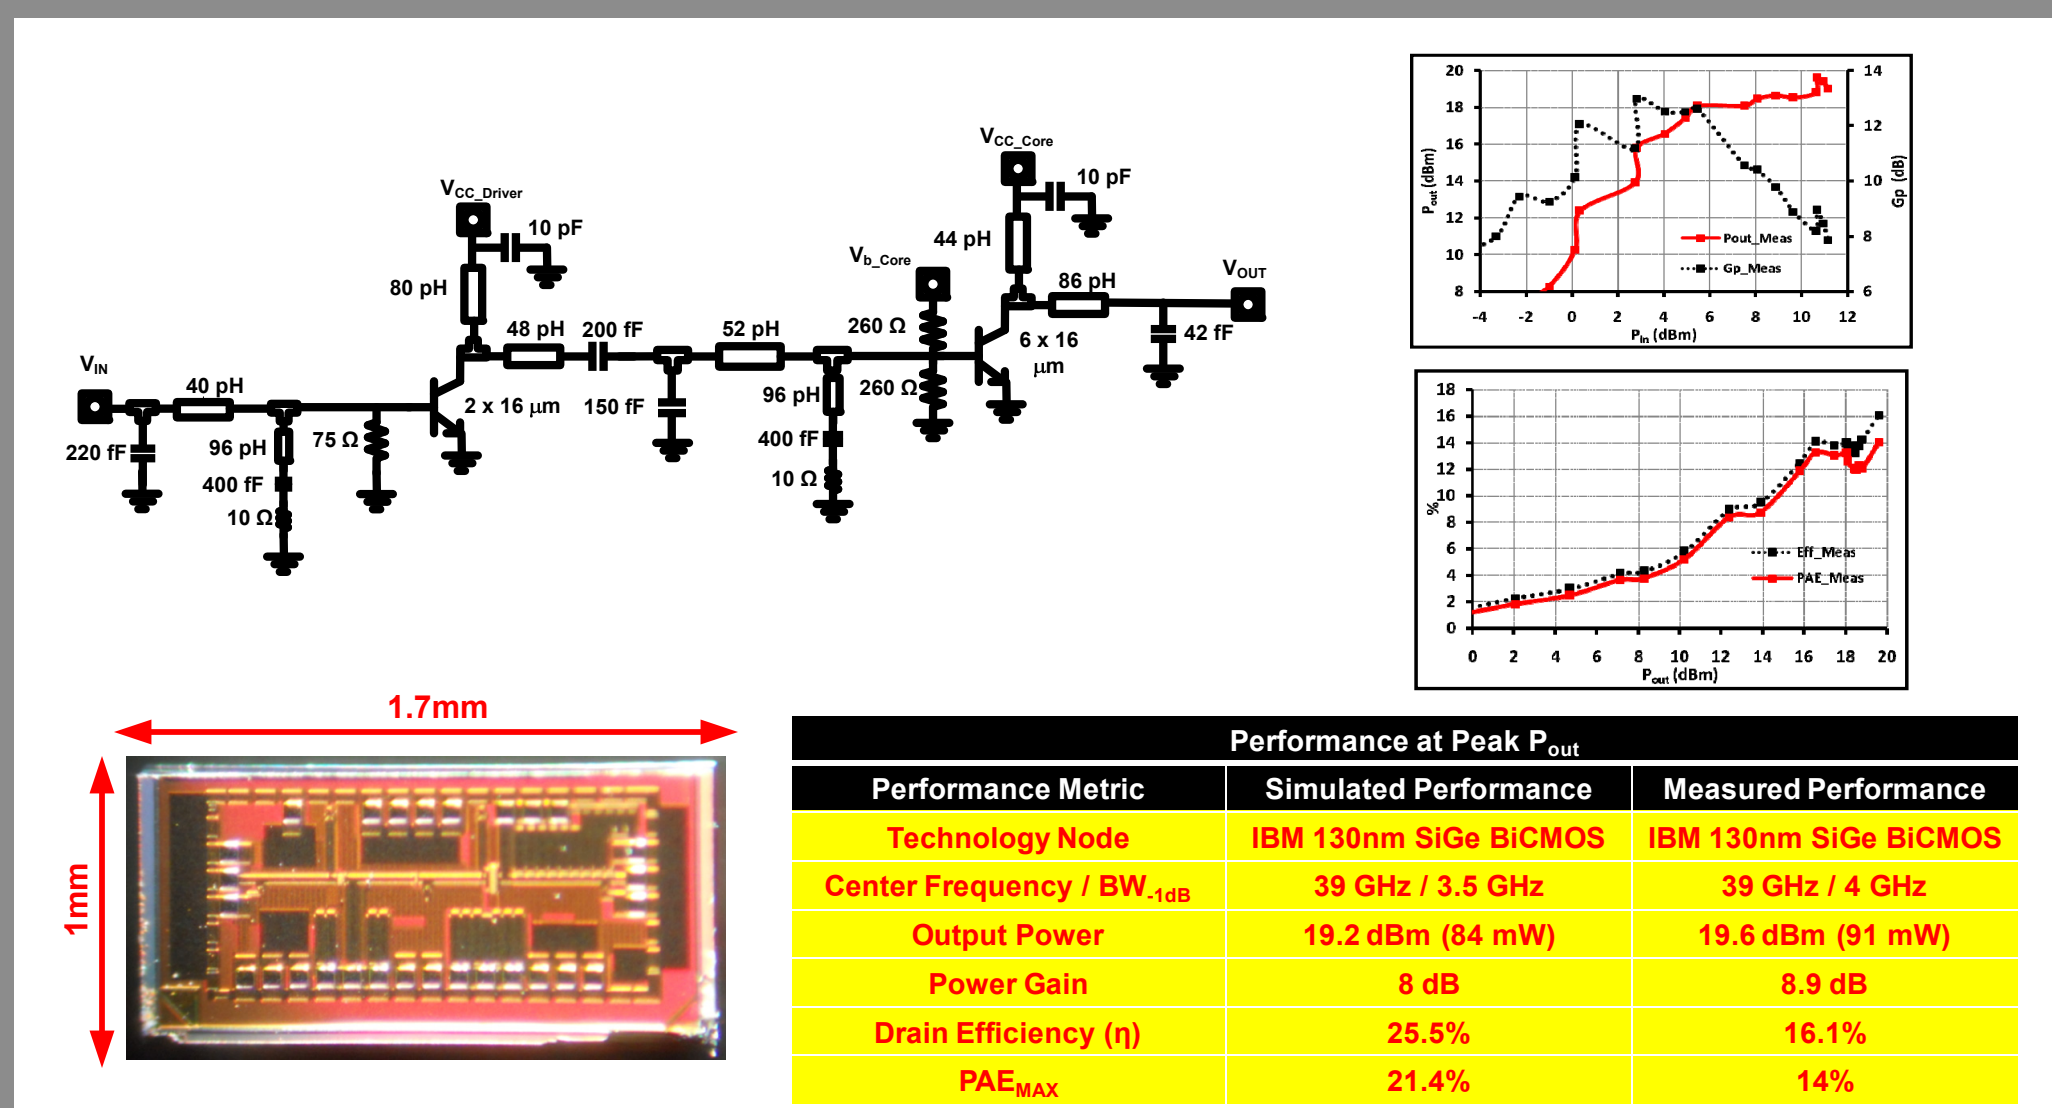 V_CC_Core
10 pF
V_CC_Driver
10 pF
44 pH
V_b_Core
80 pH
86 pH
V_OUT
48 pH
200 fF
52 pH
260 Ω
6 x 16
μm
42 fF
V_IN
40 pH
2 x 16 μm
150 fF
96 pH
260 Ω
220 fF
96 pH
75 Ω
400 fF
400 fF
10 Ω
10 Ω
20
18
16
14
12
10
8
P_out (dBm)
14
12
10
8
6
Gp (dB)
Pout_Meas
Gp_Meas
-4 -2 0 2 4 6 8 10 12
P_in (dBm)
18
16
14
12
10
8
6
4
2
0
%
Eff_Meas
PAE_Meas
0 2 4 6 8 10 12 14 16 18 20
P_out (dBm)
1.7mm
1mm
Performance at Peak P_out
Performance Metric Simulated Performance Measured Performance
Technology Node IBM 130nm SiGe BiCMOS IBM 130nm SiGe BiCMOS
Center Frequency / BW_-1dB 39 GHz / 3.5 GHz 39 GHz / 4 GHz
Output Power 19.2 dBm (84 mW) 19.6 dBm (91 mW)
Power Gain 8 dB 8.9 dB
Drain Efficiency (η) 25.5% 16.1%
PAE_MAX 21.4% 14%